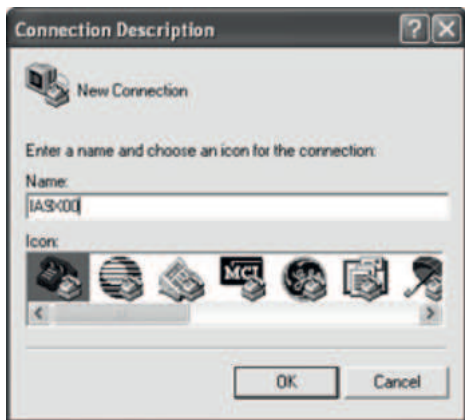 Connection Description
New Connection
Enter a name and choose an icon for the connection:
Name:
IASX00
Icon:
MCI
OK
Cancel